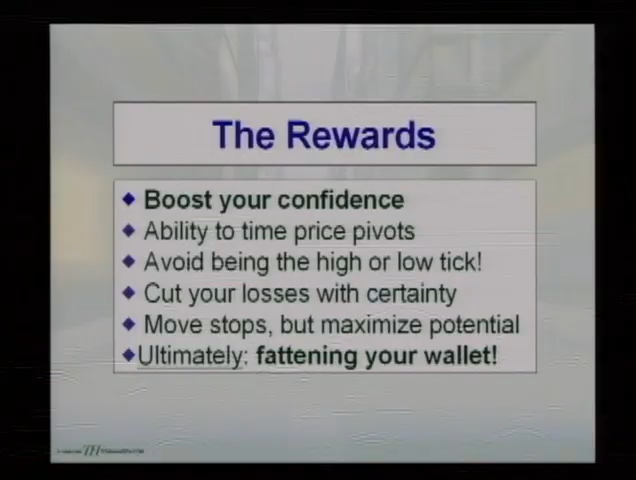 The Rewards
Boost your confidence
Ability to time price pivots
Avoid being the high or low tick!
Cut your losses with certainty
Move stops, but maximize potential
Ultimately: fattening your wallet!
TH